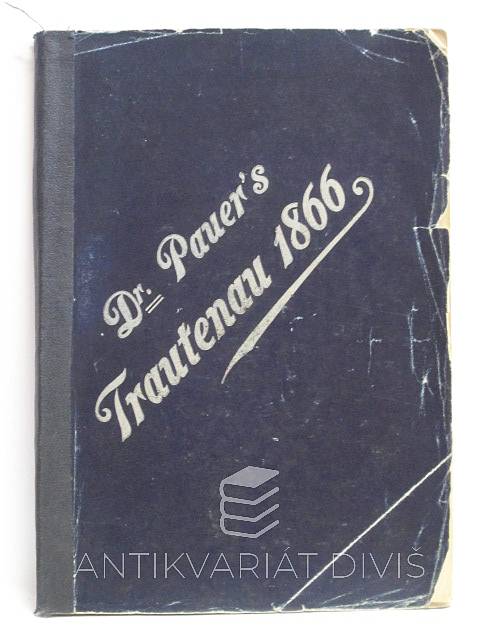 Dr. Pauer's
Trautenau 1866
ANTIKVARIÁT DIVIŠ